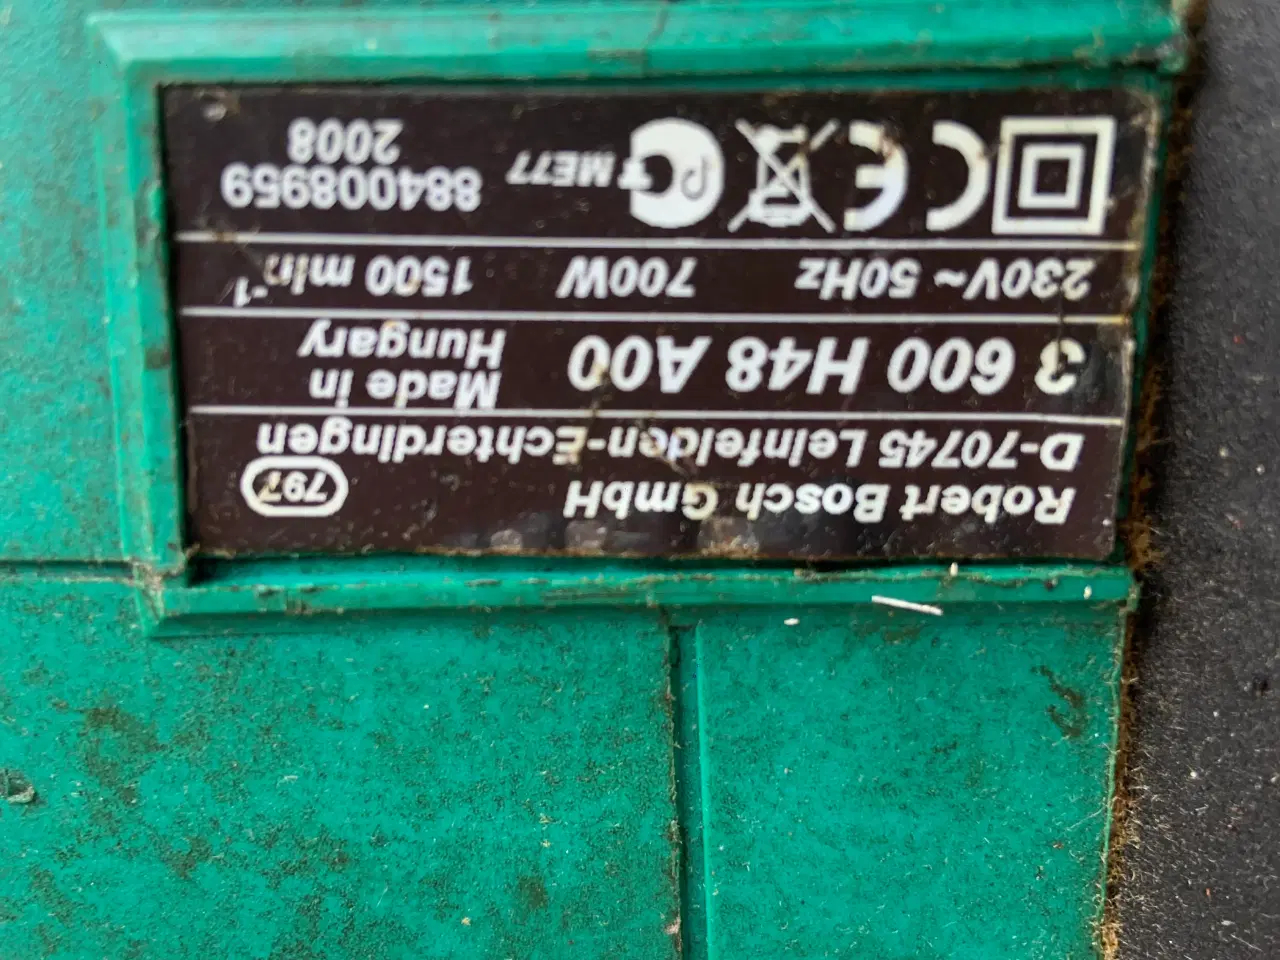 Robert Bosch GmbH 797
D-70745 Leinfelden-Echterdingen
3 600 H48 A00 Made in
Hungary
230V~ 50Hz 700W 1500 min⁻¹
CE P ME77 884008959
2008